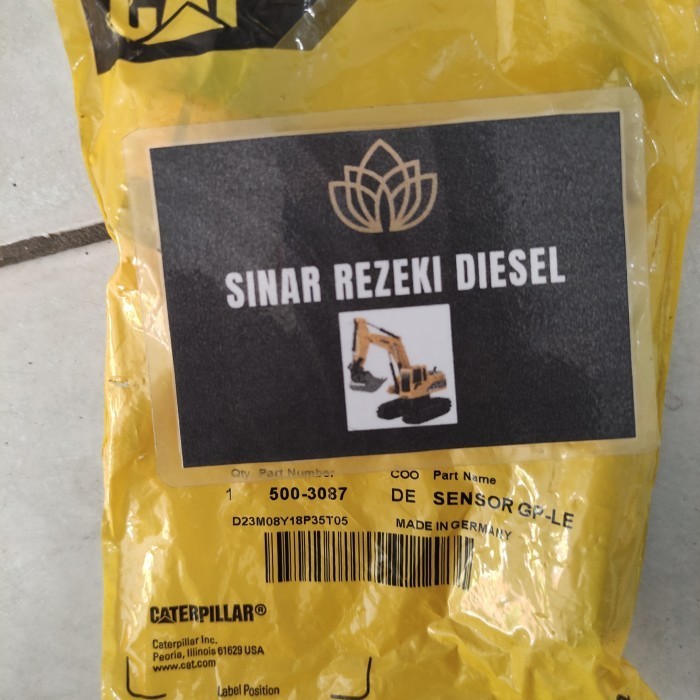 CAT
SINAR REZEKI DIESEL
Qty Part Number COO Part Name
1 500-3087 DE SENSOR GP-LE
D23M08Y18P35T05 MADE IN GERMANY
CATERPILLAR®
Caterpillar Inc.
Peoria, Illinois 61629 USA
www.cat.com
Label Position